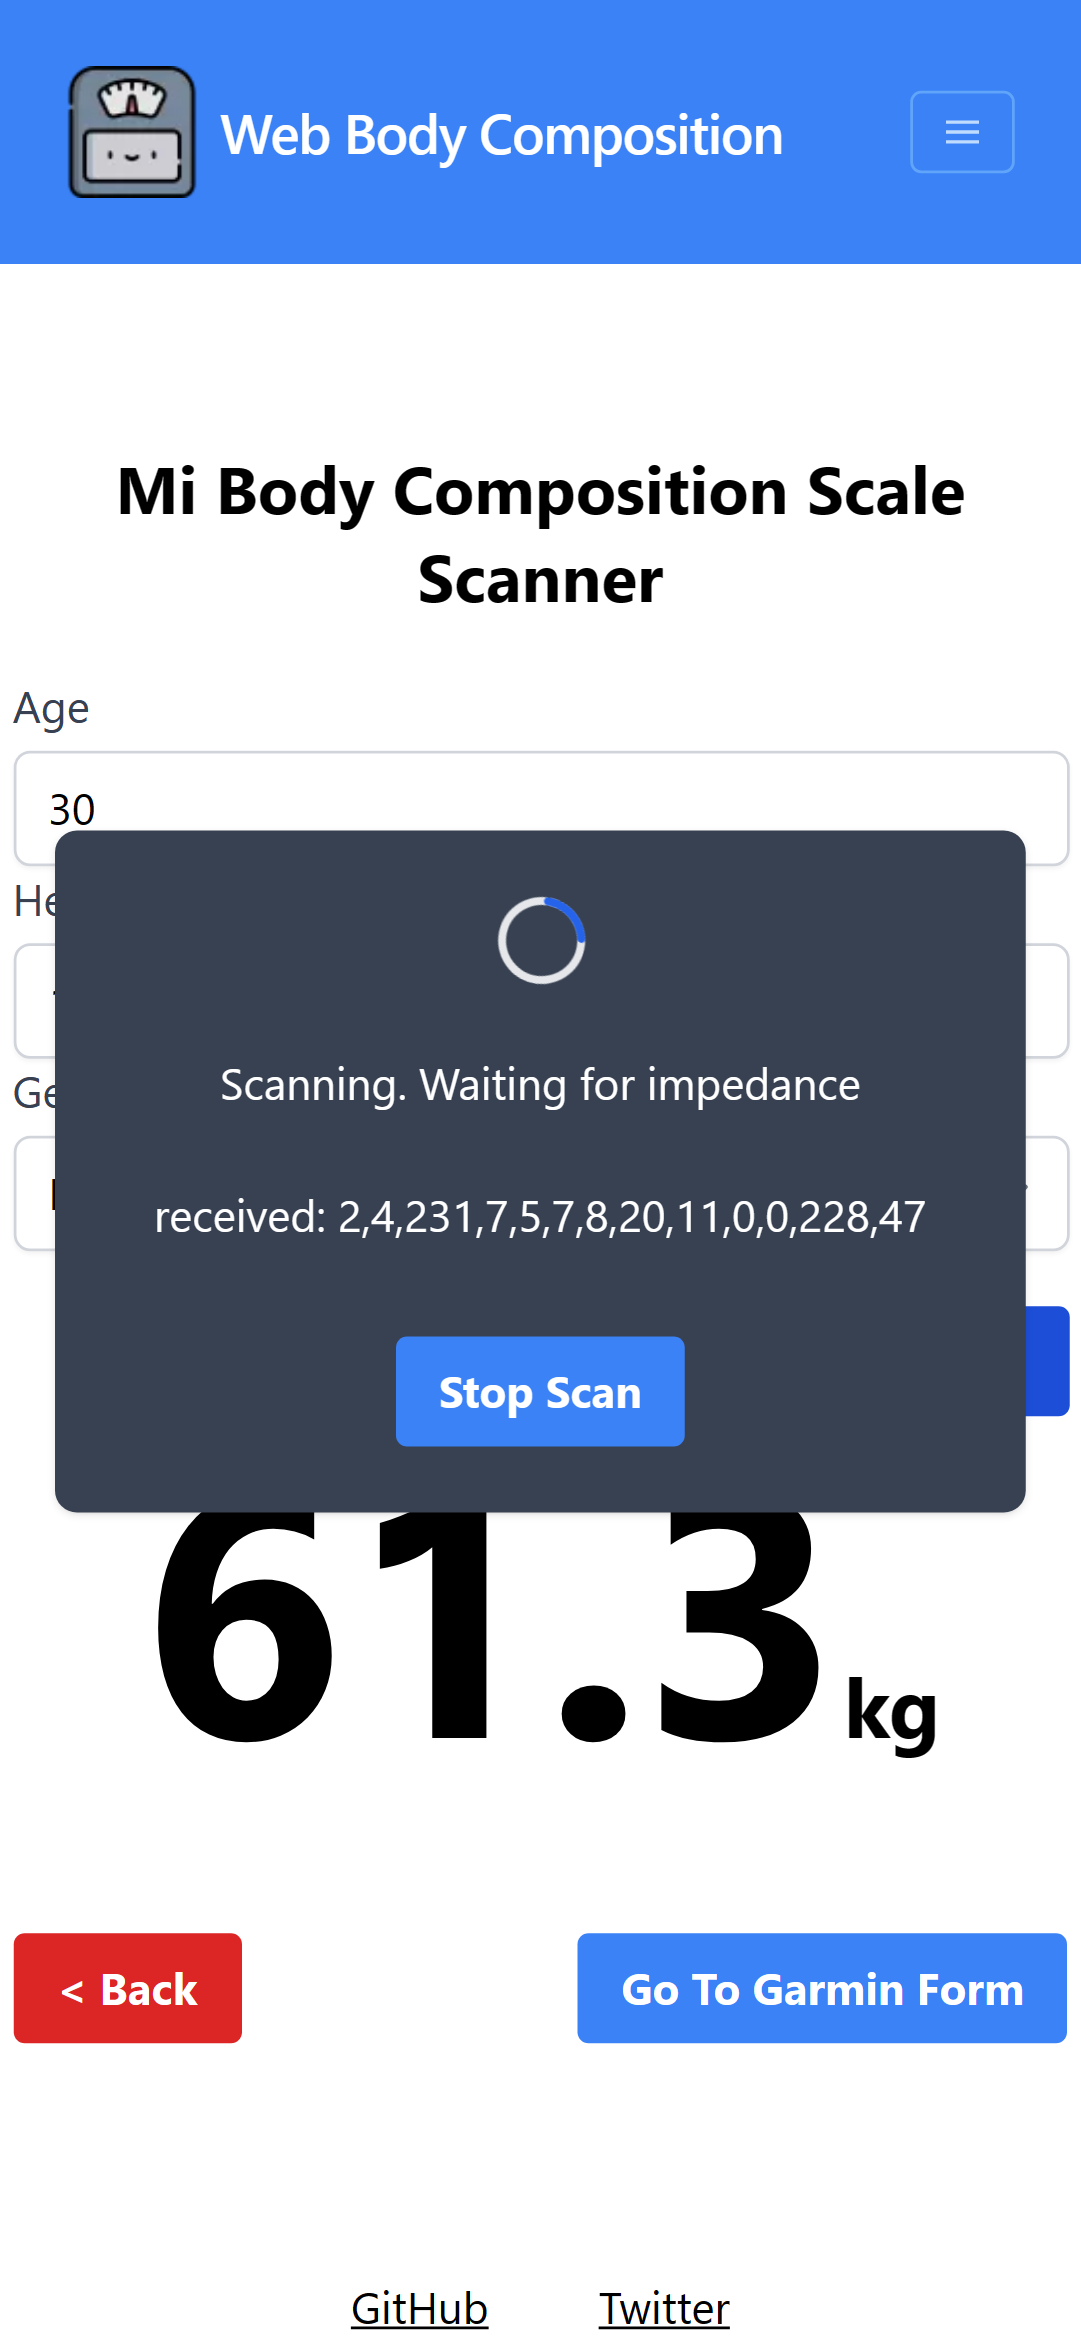 Web Body Composition
Mi Body Composition Scale
Scanner
Age
30
Scanning. Waiting for impedance
received: 2,4,231,7,5,7,8,20,11,0,0,228,47
Stop Scan
61.3 kg
< Back
Go To Garmin Form
GitHub
Twitter